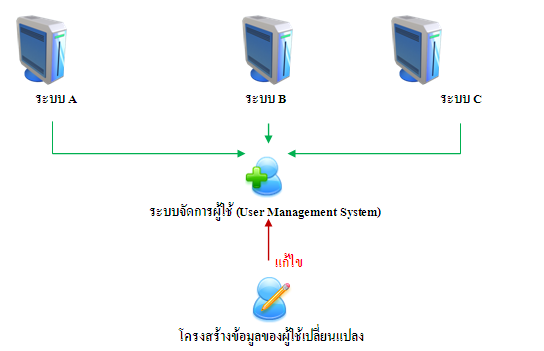 ระบบ A
ระบบ B
ระบบ C
ระบบจัดการผู้ใช้ (User Management System)
แก้ไข
โครงสร้างข้อมูลของผู้ใช้เปลี่ยนแปลง